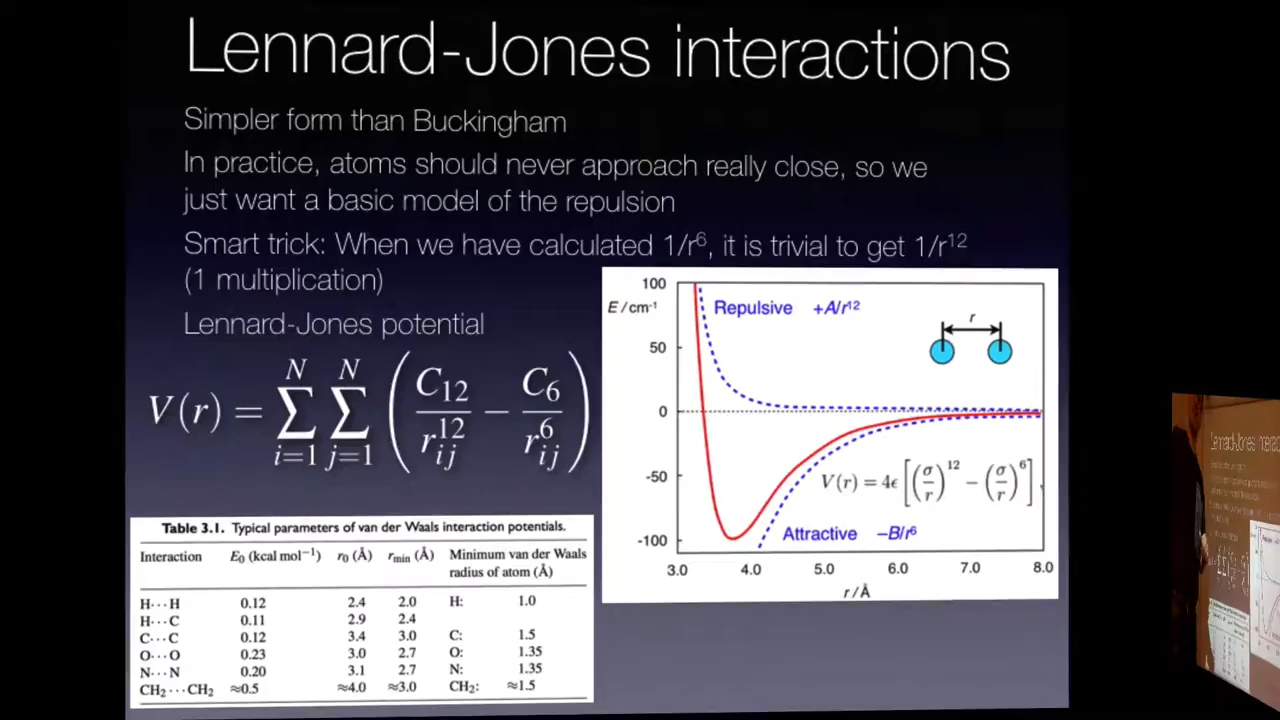 Lennard-Jones interactions
Simpler form than Buckingham
In practice, atoms should never approach really close, so we
just want a basic model of the repulsion
Smart trick: When we have calculated 1/r⁶, it is trivial to get 1/r¹²
(1 multiplication)
Lennard-Jones potential
V(r) = ∑_{i=1}^{N} ∑_{j=1}^{N} ( C₁₂/r_{ij}^{12} − C₆/r_{ij}^{6} )
Table 3.1. Typical parameters of van der Waals interaction potentials.
Interaction E₀ (kcal mol⁻¹) r₀ (Å) r_min (Å) Minimum van der Waals
radius of atom (Å)
H···H 0.12 2.4 2.0 H: 1.0
H···C 0.11 2.9 2.4
C···C 0.12 3.4 3.0 C: 1.5
O···O 0.23 3.0 2.7 O: 1.35
N···N 0.20 3.1 2.7 N: 1.35
CH₂···CH₂ ≈0.5 ≈4.0 ≈3.0 CH₂: ≈1.5
100
E / cm⁻¹
Repulsive +A/r¹²
r
50
0
-50
V(r) = 4ϵ [ (σ/r)¹² − (σ/r)⁶ ],
Attractive −B/r⁶
-100
3.0 4.0 5.0 6.0 7.0 8.0
r / Å
Lennard-Jones intera